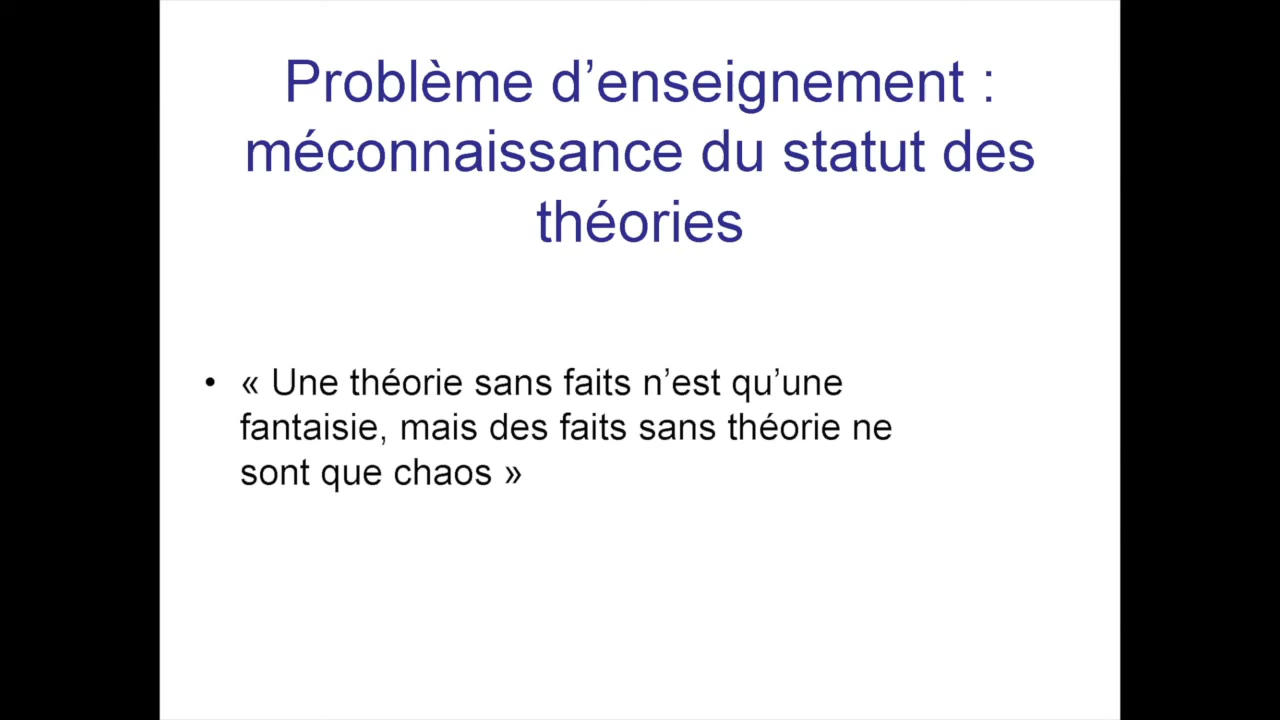 Problème d’enseignement :
méconnaissance du statut des
théories
• « Une théorie sans faits n’est qu’une
fantaisie, mais des faits sans théorie ne
sont que chaos »